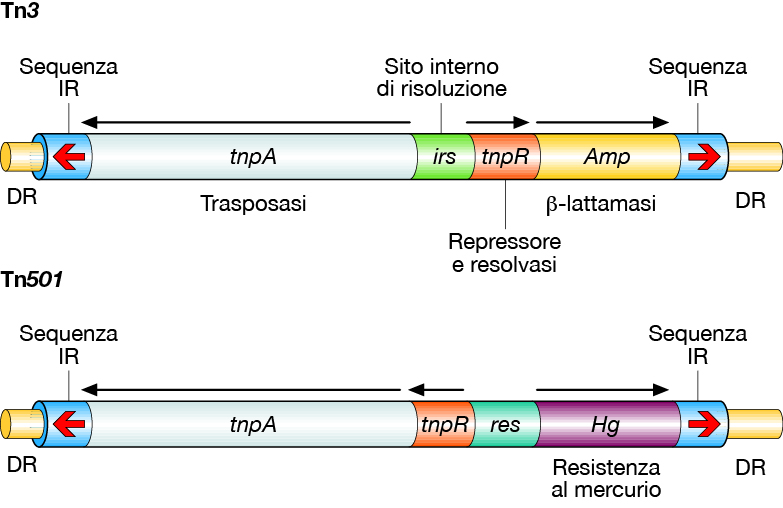 Tn3
Sequenza
IR
Sito interno
di risoluzione
Sequenza
IR
tnpA
irs
tnpR
Amp
DR
Trasposasi
β-lattamasi
DR
Repressore
e resolvasi
Tn501
Sequenza
IR
Sequenza
IR
tnpA
tnpR
res
Hg
DR
Resistenza
al mercurio
DR